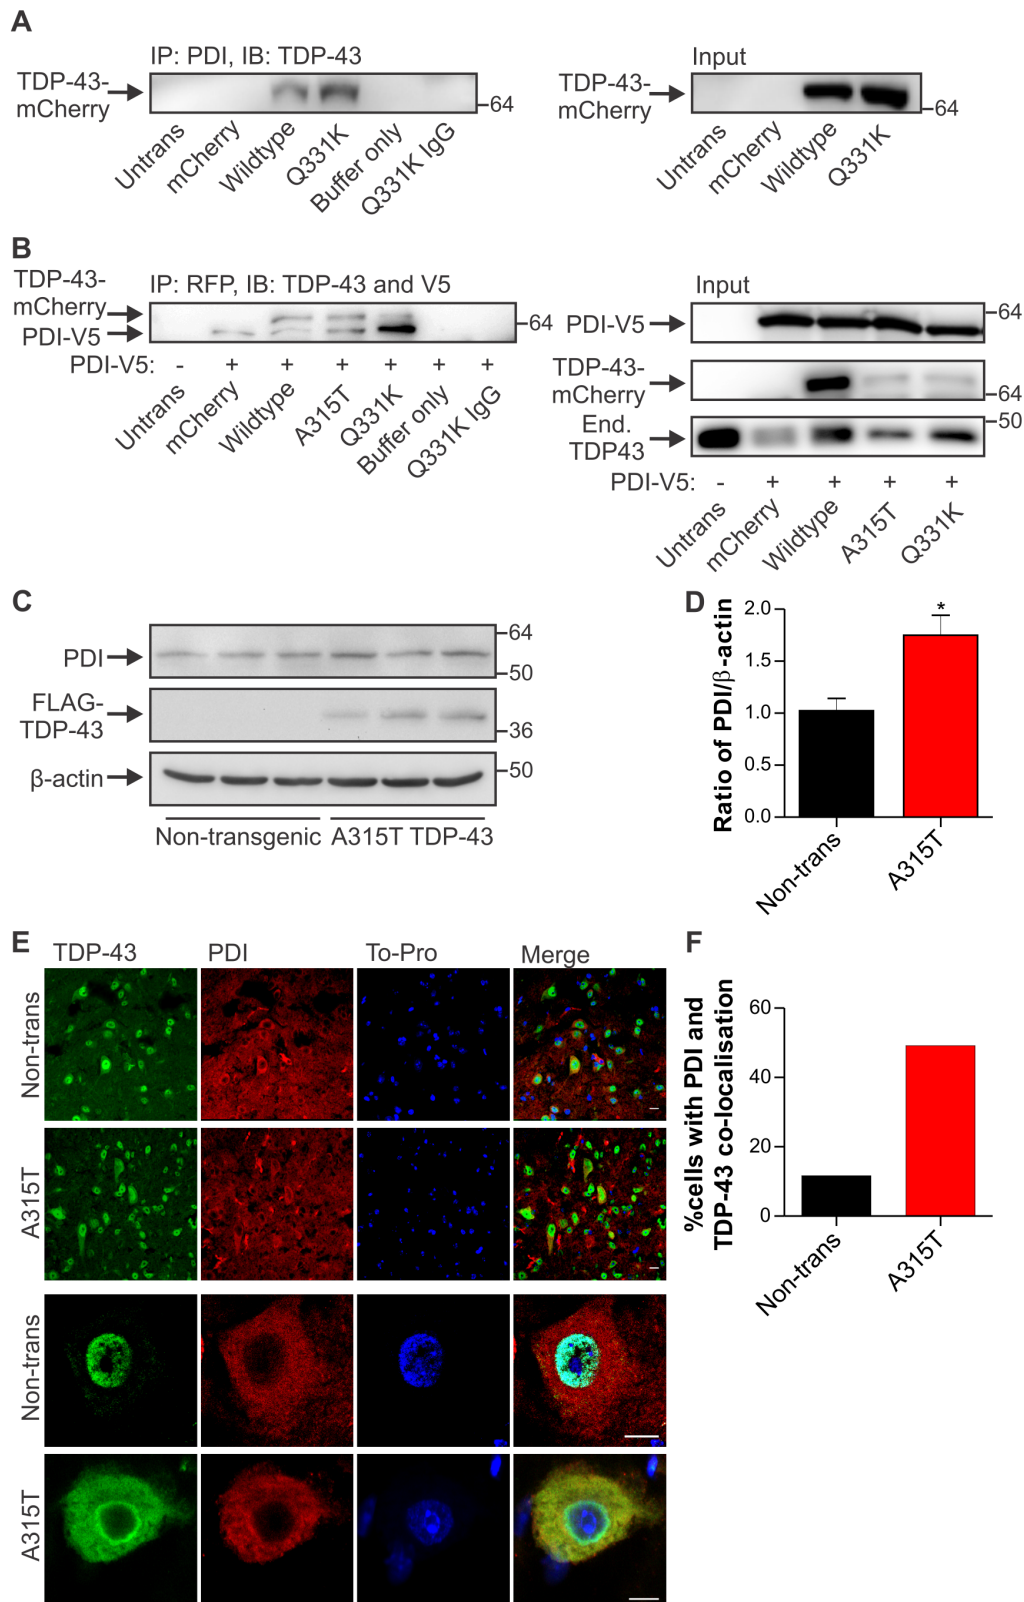 A
IP: PDI, IB: TDP-43
TDP-43-
mCherry
64
Untrans
mCherry
Wildtype
Q331K
Buffer only
Q331K IgG
Input
TDP-43-
mCherry
64
Untrans
mCherry
Wildtype
Q331K
B
IP: RFP, IB: TDP-43 and V5
TDP-43-
mCherry
PDI-V5
64
PDI-V5: - + + + + + +
Untrans
mCherry
Wildtype
A315T
Q331K
Buffer only
Q331K IgG
Input
PDI-V5
64
TDP-43-
mCherry
64
End.
TDP43
50
PDI-V5: - + + + +
Untrans
mCherry
Wildtype
A315T
Q331K
C
PDI
64
50
FLAG-
TDP-43
36
β-actin
50
Non-transgenic
A315T TDP-43
D
Ratio of PDI/β-actin
2.0
1.5
1.0
0.5
0.0
*
Non-trans
A315T
E
TDP-43 PDI To-Pro Merge
Non-trans
A315T
Non-trans
A315T
F
%cells with PDI and
TDP-43 co-localisation
60
40
20
0
Non-trans
A315T